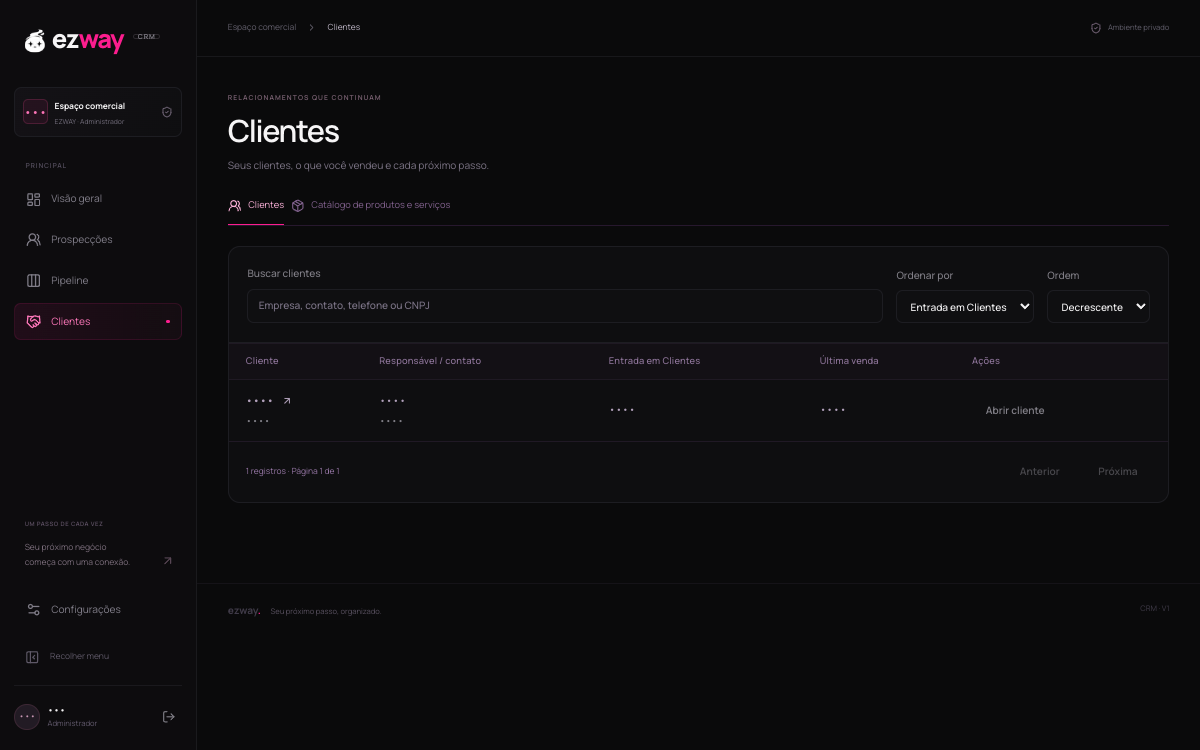 ezway CRM
Espaço comercial
EZWAY · Administrador
PRINCIPAL
Visão geral
Prospecções
Pipeline
Clientes
UM PASSO DE CADA VEZ
Seu próximo negócio
começa com uma conexão.
Configurações
Recolher menu
Administrador
Espaço comercial > Clientes
Ambiente privado
RELACIONAMENTOS QUE CONTINUAM
Clientes
Seus clientes, o que você vendeu e cada próximo passo.
Clientes Catálogo de produtos e serviços
Buscar clientes Ordenar por Ordem
Empresa, contato, telefone ou CNPJ Entrada em Clientes Decrescente
Cliente Responsável / contato Entrada em Clientes Última venda Ações
Abrir cliente
1 registros · Página 1 de 1 Anterior Próxima
ezway. Seu próximo passo, organizado. CRM · V1